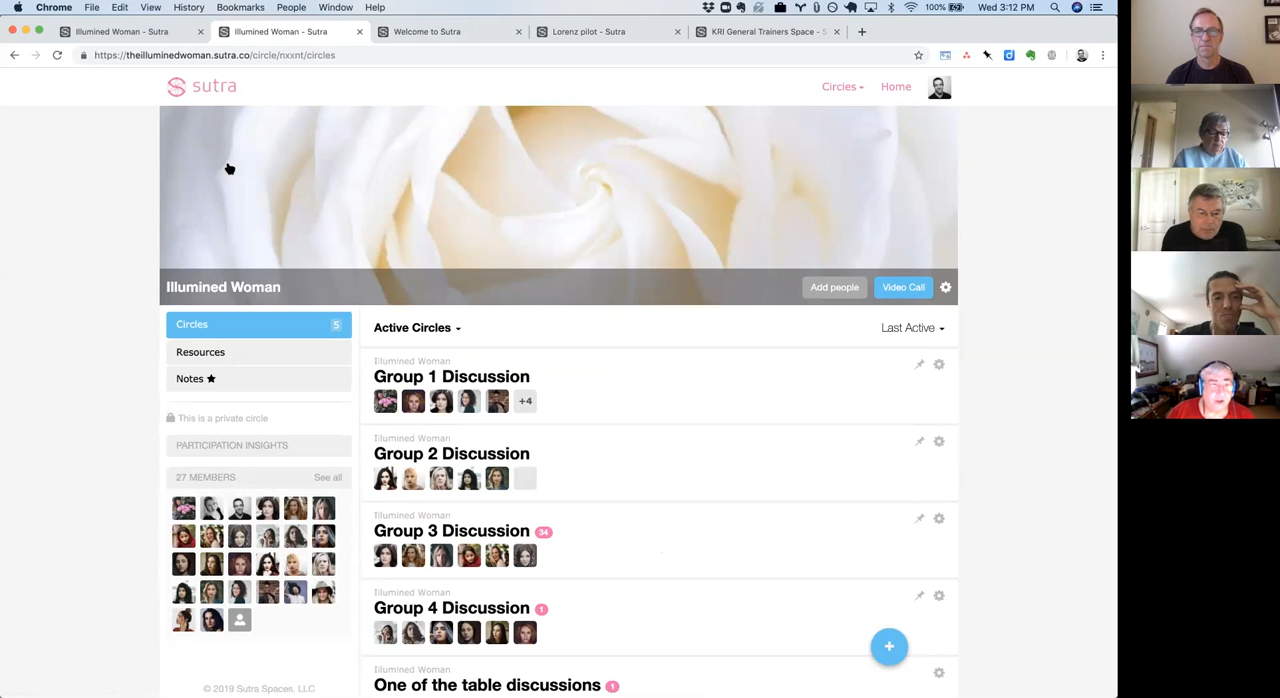 Chrome File Edit View History Bookmarks People Window Help
100% Wed 3:12 PM
Illumined Woman - Sutra
Illumined Woman - Sutra
Welcome to Sutra
Lorenz pilot - Sutra
KRI General Trainers Space - S
https://theilluminedwoman.sutra.co/circle/nxxnt/circles
sutra
Circles
Home
Illumined Woman
Add people
Video Call
Circles 5
Resources
Notes
This is a private circle
PARTICIPATION INSIGHTS
27 MEMBERS See all
© 2019 Sutra Spaces, LLC
Active Circles
Last Active
Illumined Woman
Group 1 Discussion
+4
Illumined Woman
Group 2 Discussion
Illumined Woman
Group 3 Discussion 34
Illumined Woman
Group 4 Discussion 1
Illumined Woman
One of the table discussions 1
+